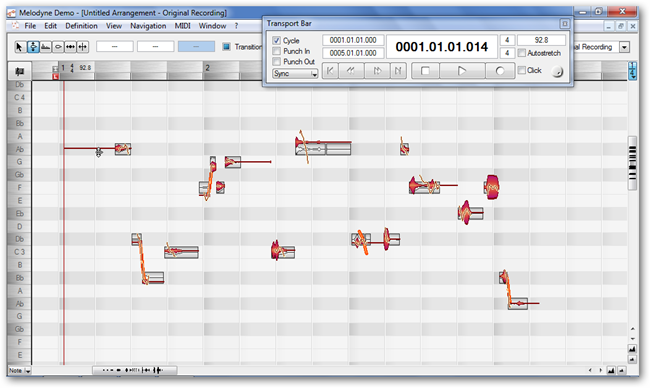 Melodyne Demo - [Untitled Arrangement - Original Recording]
File Edit Definition View Navigation MIDI Window ?
Transport Bar
Cycle
Punch In
Punch Out
Sync
0001.01.01.000
0005.01.01.000
0001.01.01.014
4
4
92.8
Autostretch
Click
--- --- ---
nal Recording
1 4 4 92.8
2
1/4
Db
C 4
B
Bb
A
Ab
G
Gb
F
E
Eb
D
Db
C 3
B
Bb
A
Ab
G
Gb
F
E
Note